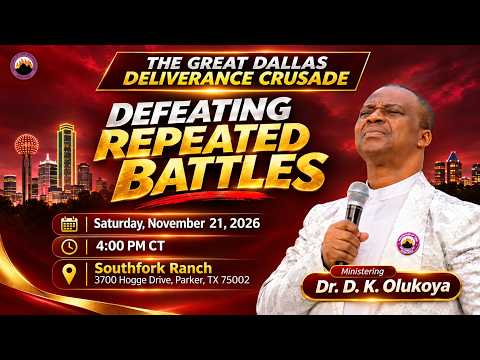 THE GREAT DALLAS
DELIVERANCE CRUSADE
DEFEATING
REPEATED
BATTLES
Saturday, November 21, 2026
4:00 PM CT
Southfork Ranch
3700 Hogge Drive, Parker, TX 75002
Ministering
Dr. D. K. Olukoya